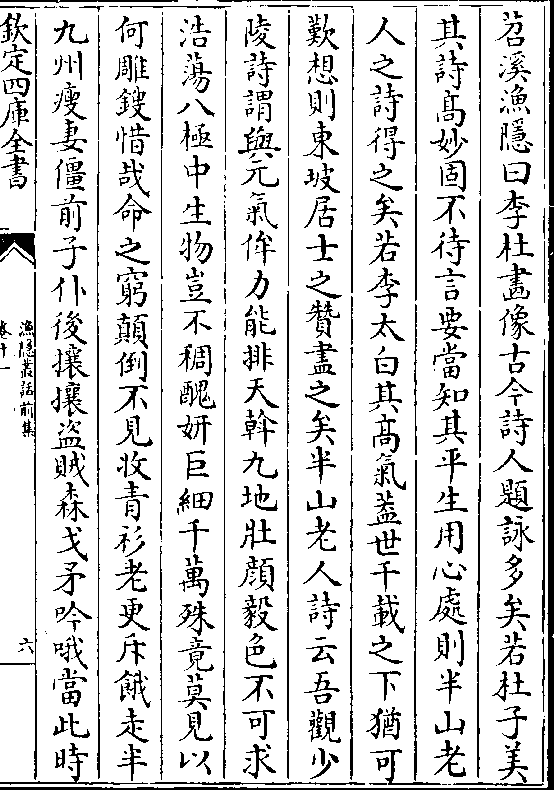 苕溪漁隱曰李杜畫像古今詩人題詠多矣若杜子美
其詩髙妙固不待言要當知其平生用心處則半山老
人之詩得之矣若李太白其髙氣葢世千載之下猶可
歎想則東坡居士之贊盡之矣半山老人詩云吾觀少
陵詩謂與元氣侔力能排天斡九地壯顔毅色不可求
浩蕩八極中生物豈不稠醜妍巨細千萬殊竟莫見以
何雕鎪惜哉命之窮顛倒不見收青衫老更斥餓走半
九州瘦妻僵前子仆後攘攘盜賊森戈矛吟哦當此時
欽定四庫全書
漁隱叢話前集
卷十一
六